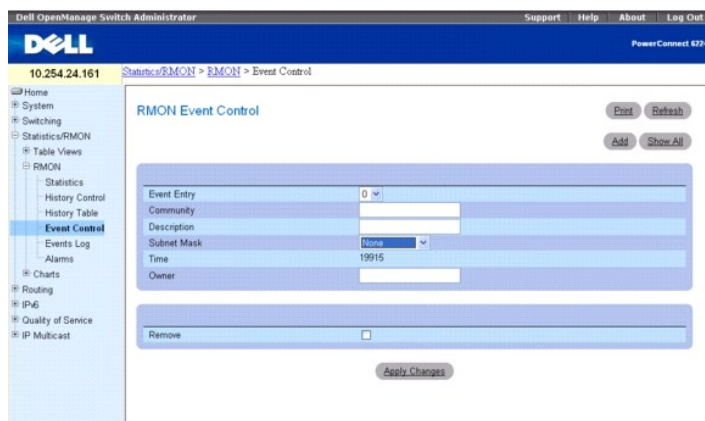 Dell OpenManage Switch Administrator
Support Help About Log Out
DELL
PowerConnect 622
10.254.24.161
Statistics/RMON > RMON > Event Control
Home
System
Switching
Statistics/RMON
Table Views
RMON
Statistics
History Control
History Table
Event Control
Events Log
Alarms
Charts
Routing
IPv6
Quality of Service
IP Multicast
RMON Event Control
Print Refresh
Add Show All
Event Entry 0
Community
Description
Subnet Mask None
Time 19915
Owner
Remove
Apply Changes